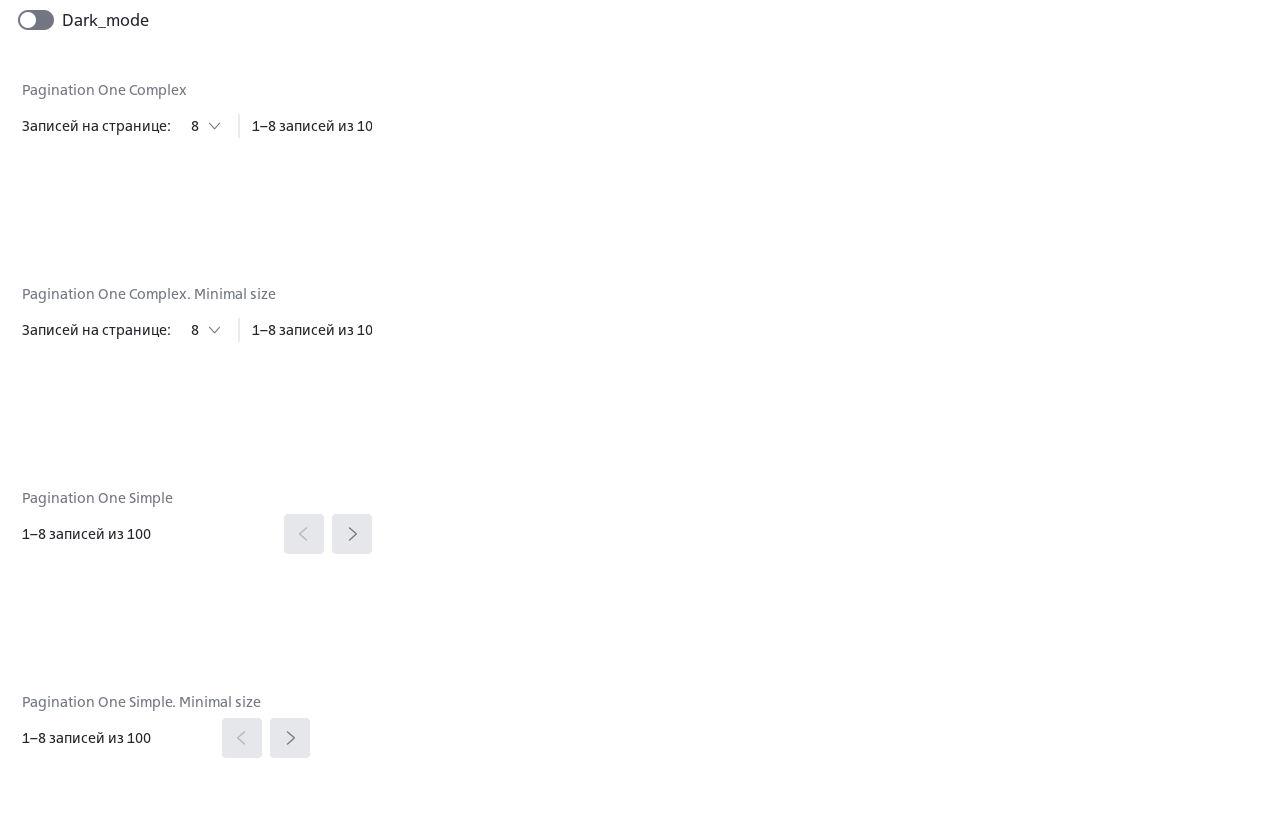 Dark_mode
Pagination One Complex
Записей на странице: 8 1–8 записей из 10
Pagination One Complex. Minimal size
Записей на странице: 8 1–8 записей из 10
Pagination One Simple
1–8 записей из 100
Pagination One Simple. Minimal size
1–8 записей из 100